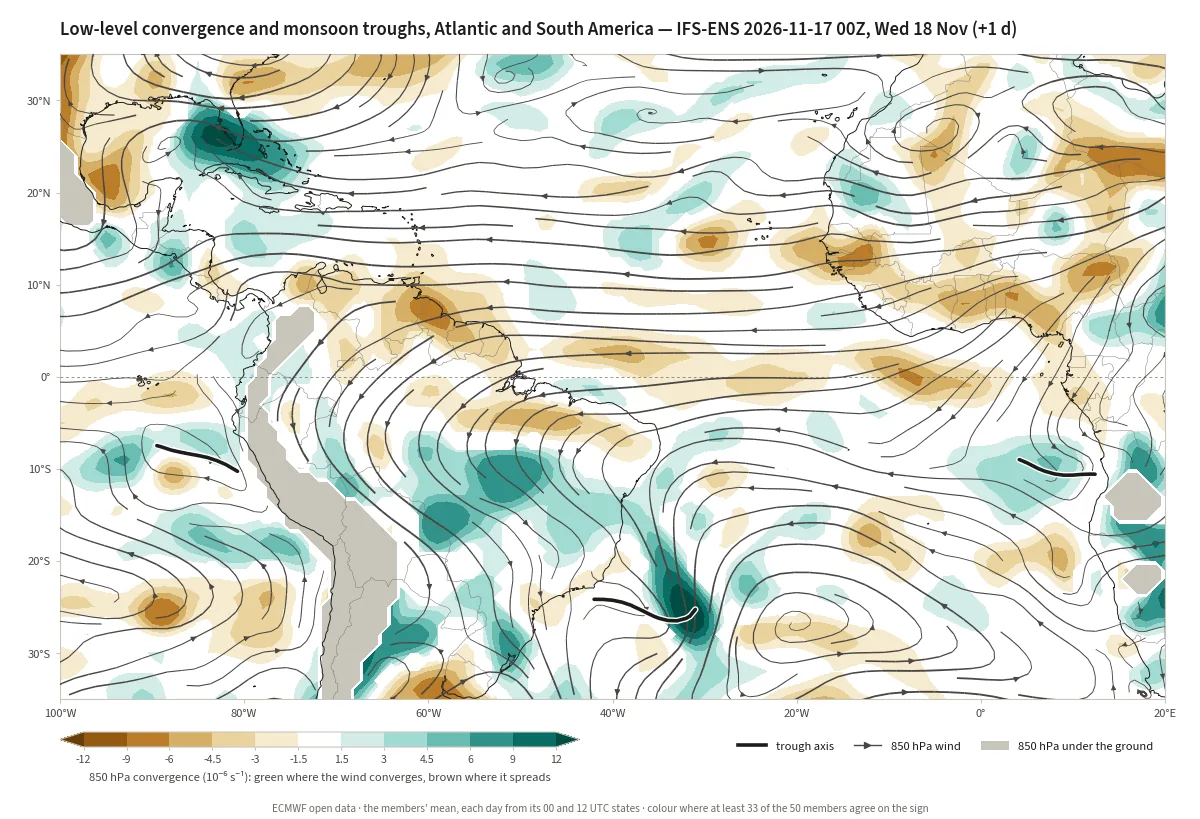 Low-level convergence and monsoon troughs, Atlantic and South America — IFS-ENS 2026-11-17 00Z, Wed 18 Nov (+1 d)
30°N
20°N
10°N
0°
10°S
20°S
30°S
100°W 80°W 60°W 40°W 20°W 0° 20°E
-12 -9 -6 -4.5 -3 -1.5 1.5 3 4.5 6 9 12
850 hPa convergence (10⁻⁶ s⁻¹): green where the wind converges, brown where it spreads
trough axis 850 hPa wind 850 hPa under the ground
ECMWF open data · the members' mean, each day from its 00 and 12 UTC states · colour where at least 33 of the 50 members agree on the sign